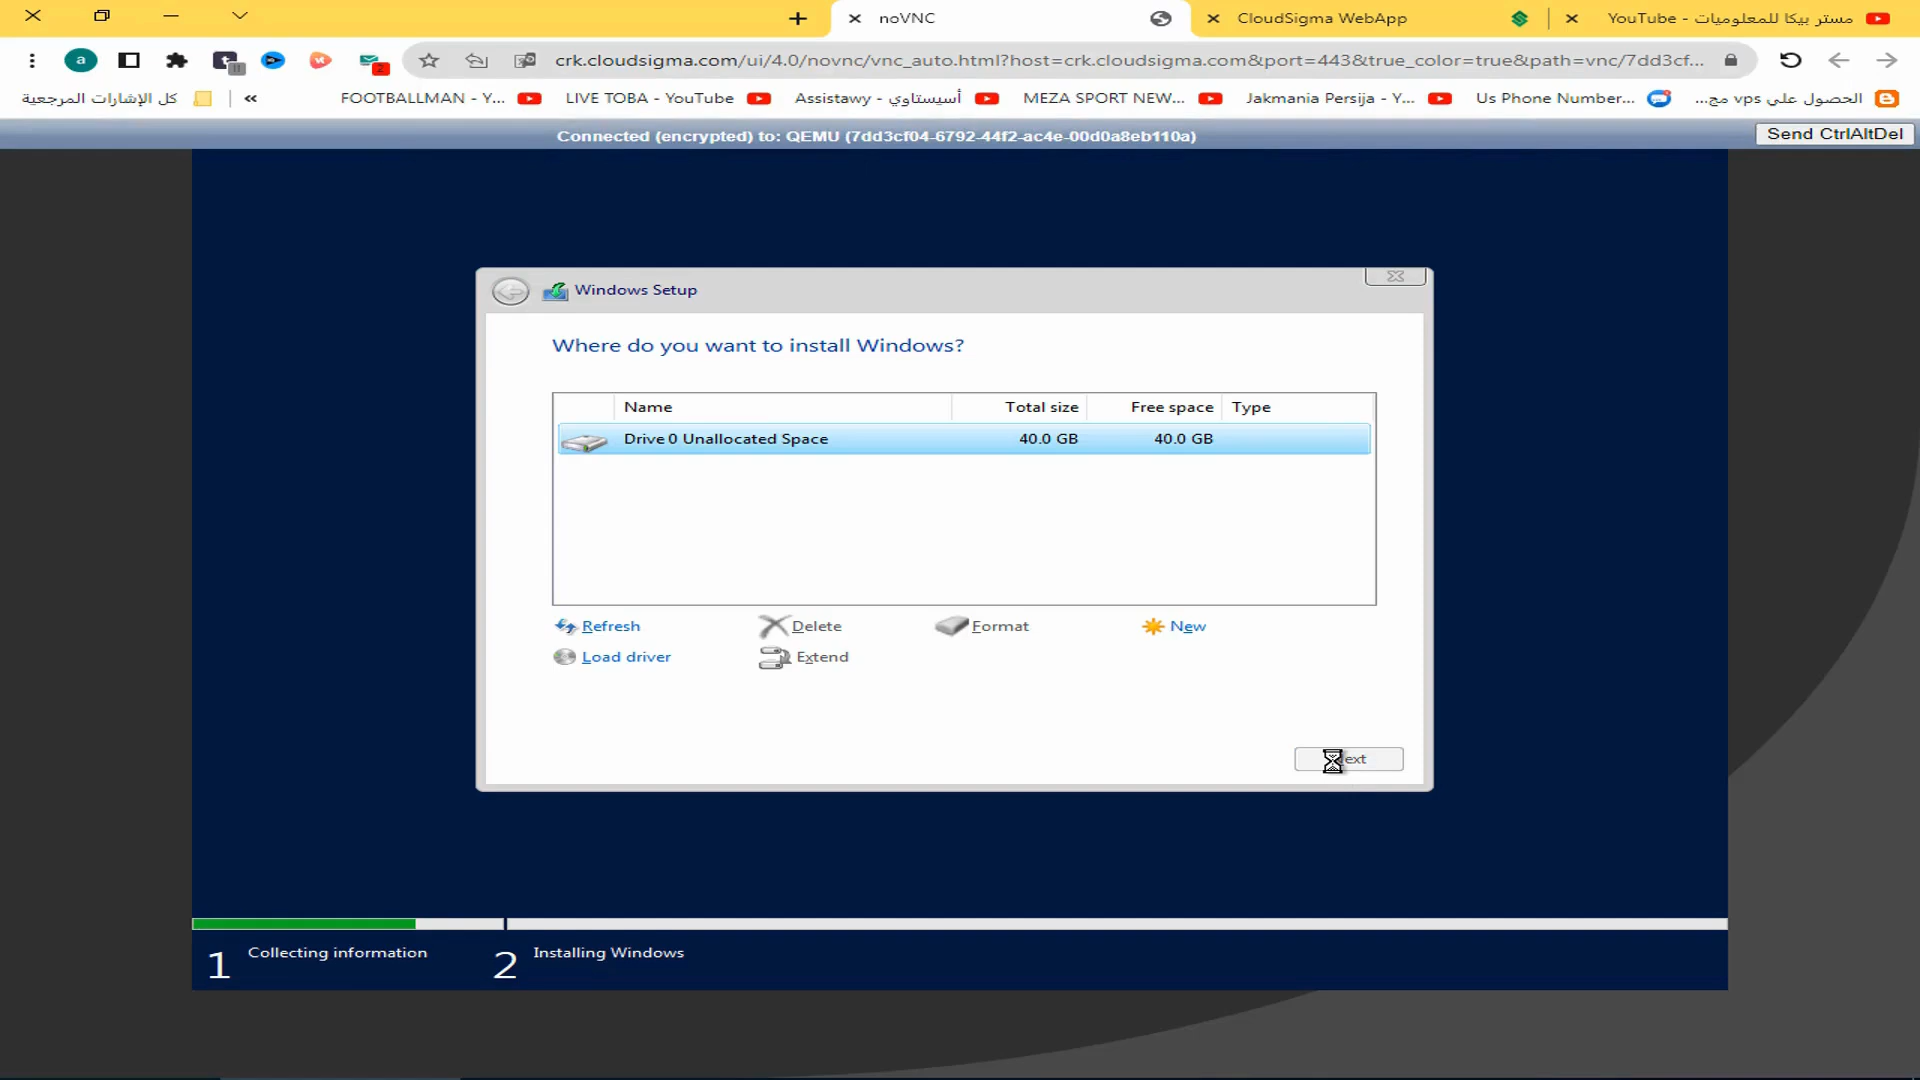 noVNC
CloudSigma WebApp
مستر بيكا للمعلوميات - YouTube
a
2
crk.cloudsigma.com/ui/4.0/novnc/vnc_auto.html?host=crk.cloudsigma.com&port=443&true_color=true&path=vnc/7dd3cf...
كل الإشارات المرجعية
FOOTBALLMAN - Y...
LIVE TOBA - YouTube
Assistawy - أسيستاوي
MEZA SPORT NEW...
Jakmania Persija - Y...
Us Phone Number...
الحصول علي vps مج...
Connected (encrypted) to: QEMU (7dd3cf04-6792-44f2-ac4e-00d0a8eb110a)
Send CtrlAltDel
Windows Setup
Where do you want to install Windows?
Name Total size Free space Type
Drive 0 Unallocated Space 40.0 GB 40.0 GB
Refresh Delete Format New
Load driver Extend
1 Collecting information 2 Installing Windows